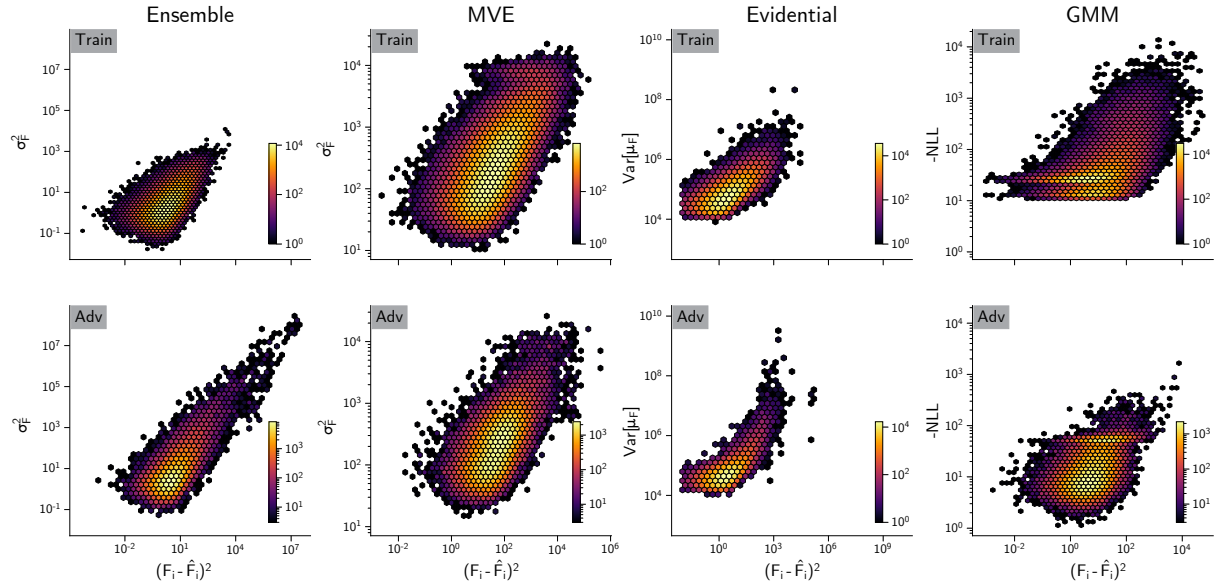 Ensemble MVE Evidential GMM
Train Train Train Train
10⁷ 10⁵ 10³ 10¹ 10⁻¹
σ²F
10⁴ 10² 10⁰
10⁴ 10³ 10² 10¹
σ²F
10² 10⁰
10¹⁰ 10⁸ 10⁶ 10⁴
Var[μF]
10⁴ 10² 10⁰
10⁴ 10³ 10² 10¹ 10⁰
-NLL
10⁴ 10² 10⁰
Adv Adv Adv Adv
10⁷ 10⁵ 10³ 10¹ 10⁻¹
σ²F
10³ 10² 10¹
10⁴ 10³ 10² 10¹
σ²F
10³ 10² 10¹
10¹⁰ 10⁸ 10⁶ 10⁴
Var[μF]
10⁴ 10² 10⁰
10⁴ 10³ 10² 10¹ 10⁰
-NLL
10³ 10² 10¹
10⁻² 10¹ 10⁴ 10⁷
10⁰ 10² 10⁴ 10⁶
10⁰ 10³ 10⁶ 10⁹
10⁻² 10⁰ 10² 10⁴
(Fᵢ - F̂ᵢ)² (Fᵢ - F̂ᵢ)² (Fᵢ - F̂ᵢ)² (Fᵢ - F̂ᵢ)²